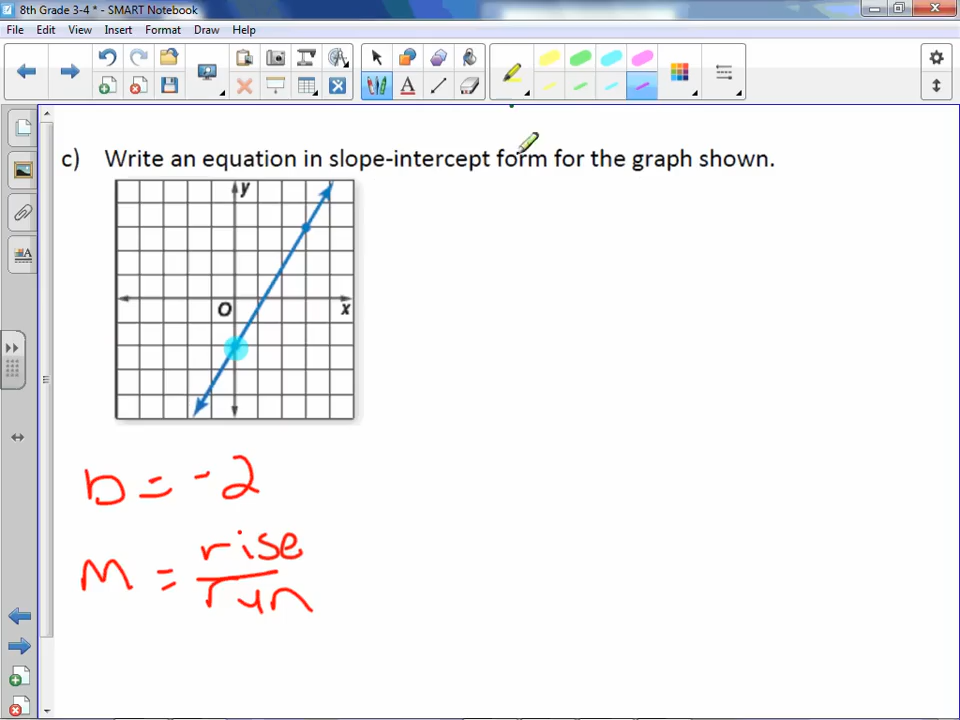 8th Grade 3-4 * - SMART Notebook
File Edit View Insert Format Draw Help
c) Write an equation in slope-intercept form for the graph shown.
y
O
x
b = -2
m = rise
run